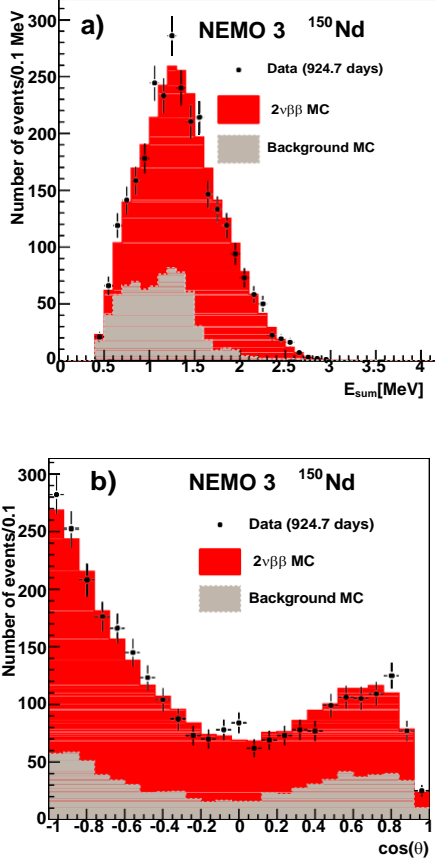 Number of events/0.1 MeV
300
250
200
150
100
50
0
a)
NEMO 3 ¹⁵⁰Nd
Data (924.7 days)
2νββ MC
Background MC
0 0.5 1 1.5 2 2.5 3 3.5 4
E_sum[MeV]
Number of events/0.1
300
250
200
150
100
50
0
b)
NEMO 3 ¹⁵⁰Nd
Data (924.7 days)
2νββ MC
Background MC
-1 -0.8 -0.6 -0.4 -0.2 0 0.2 0.4 0.6 0.8 1
cos(θ)